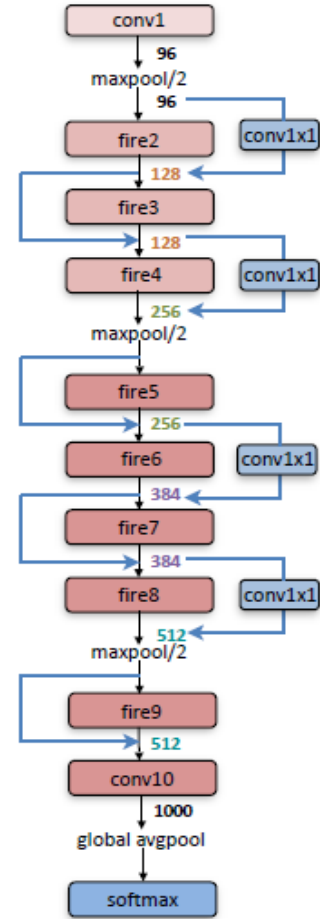 conv1
96
maxpool/2
96
conv1x1
fire2
128
fire3
128
fire4
conv1x1
256
maxpool/2
fire5
256
fire6
conv1x1
384
fire7
384
fire8
conv1x1
512
maxpool/2
fire9
512
conv10
1000
global avgpool
softmax